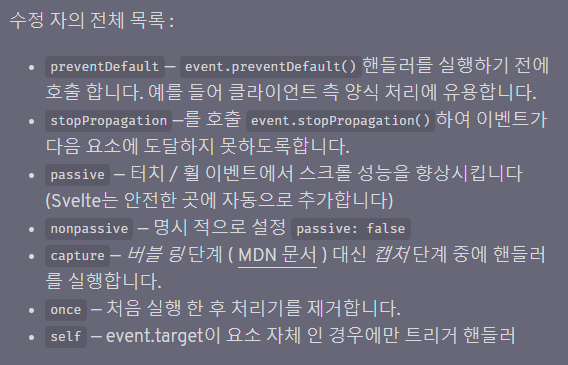 수정 자의 전체 목록 :
• preventDefault – event.preventDefault() 핸들러를 실행하기 전에
호출 합니다. 예를 들어 클라이언트 측 양식 처리에 유용합니다.
• stopPropagation –를 호출 event.stopPropagation() 하여 이벤트가
다음 요소에 도달하지 못하도록합니다.
• passive – 터치 / 휠 이벤트에서 스크롤 성능을 향상시킵니다
(Svelte는 안전한 곳에 자동으로 추가합니다)
• nonpassive – 명시 적으로 설정 passive: false
• capture – 버블 링 단계 ( MDN 문서 ) 대신 캡처 단계 중에 핸들러
를 실행합니다.
• once – 처음 실행 한 후 처리기를 제거합니다.
• self – event.target이 요소 자체 인 경우에만 트리거 핸들러